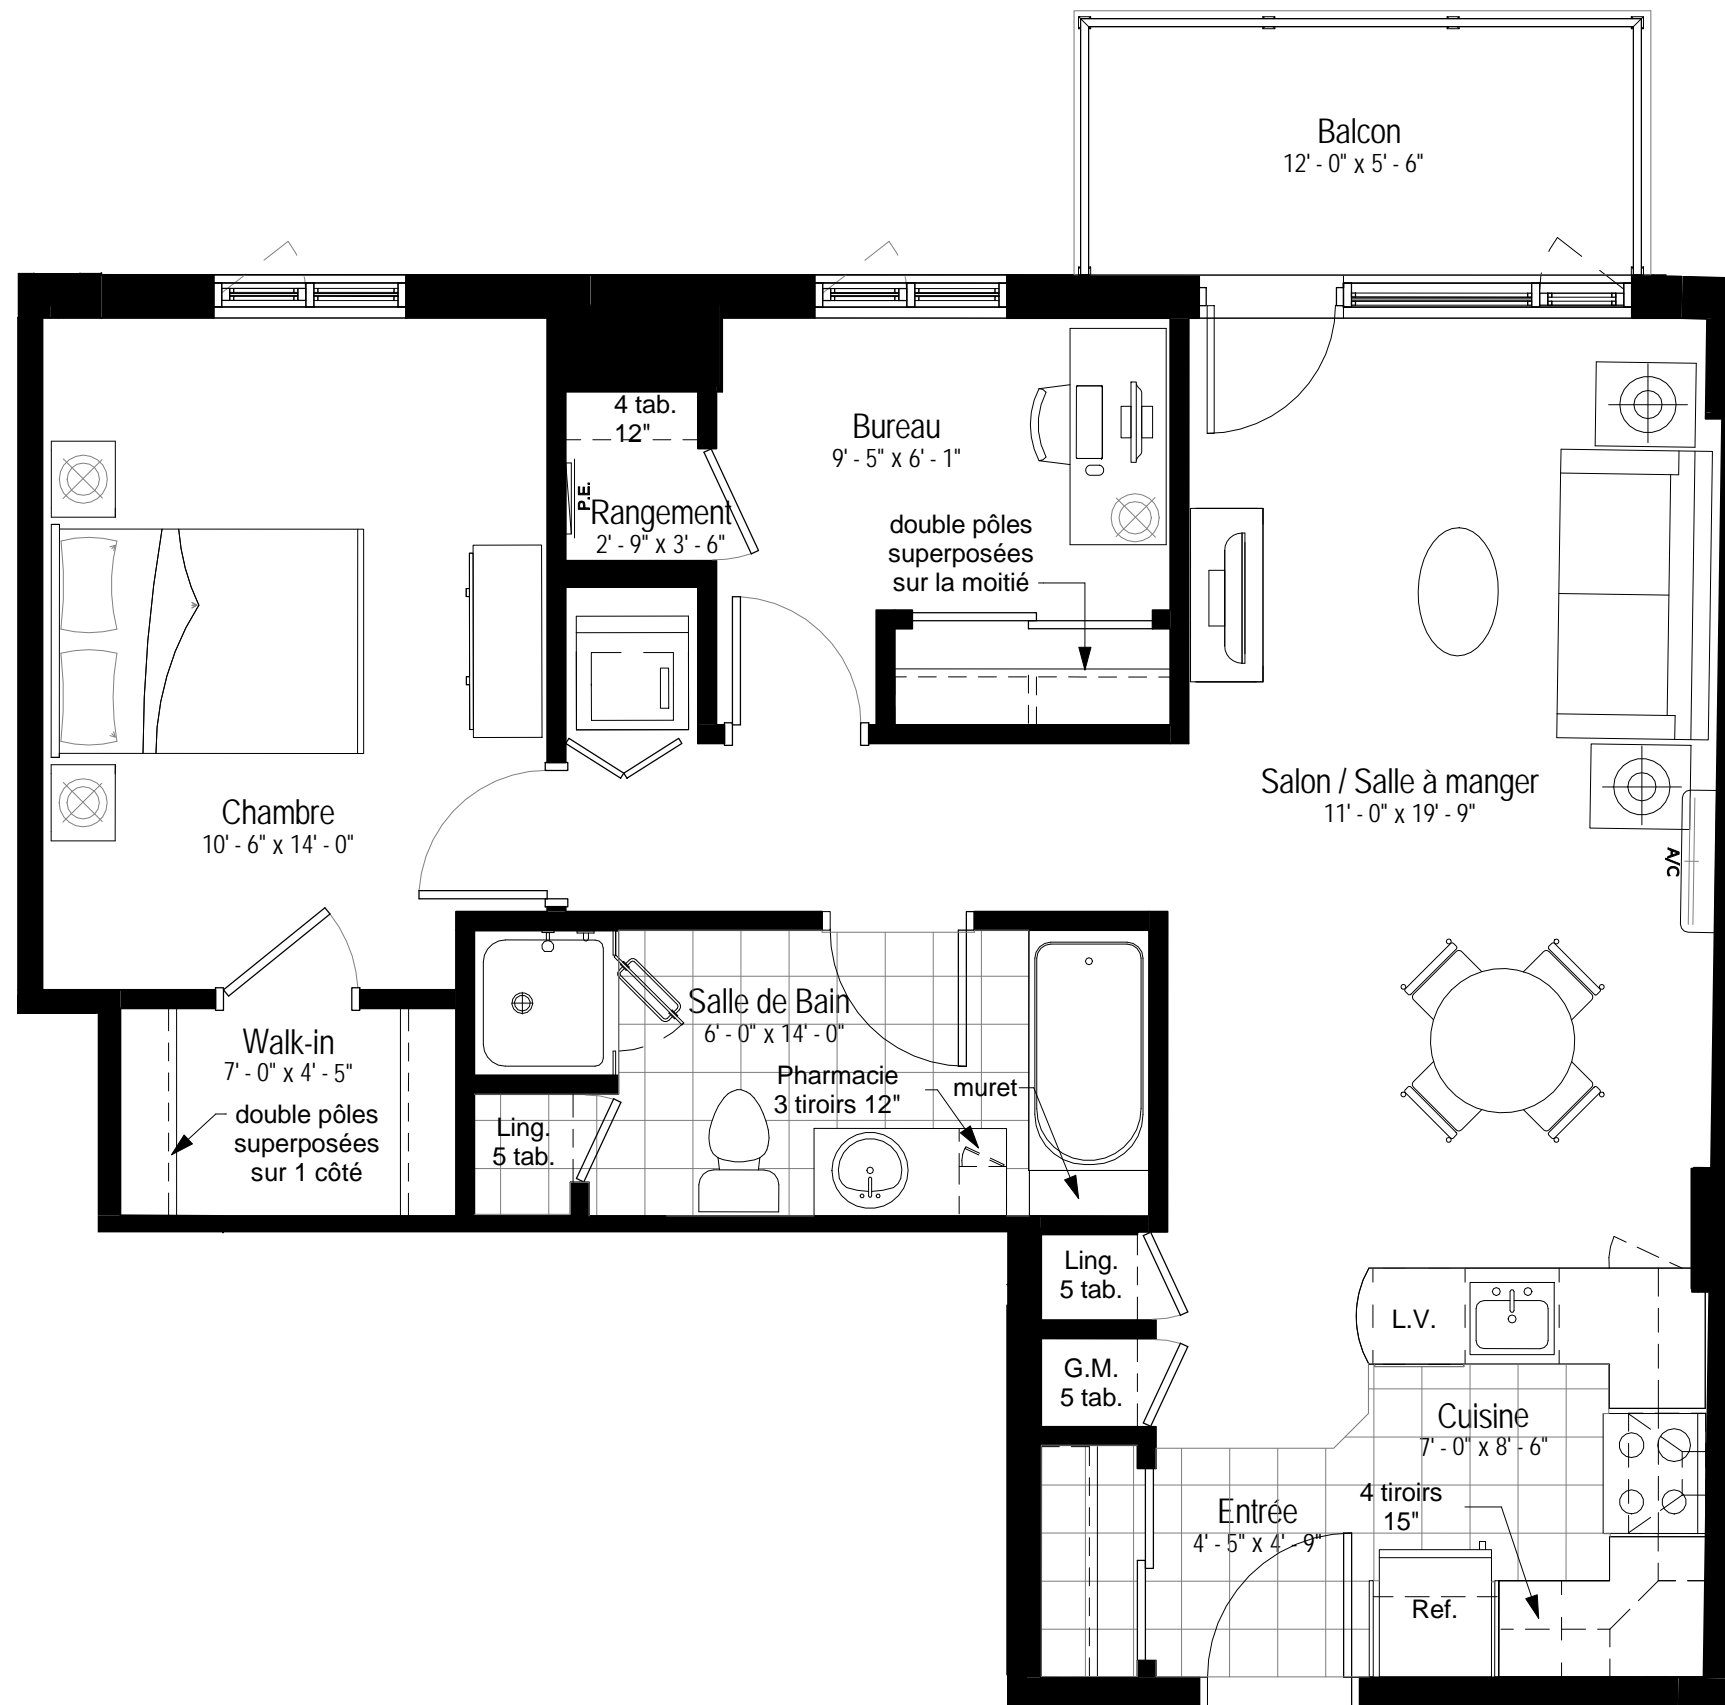 Balcon
12' - 0" x 5' - 6"
4 tab.
12"
Bureau
9' - 5" x 6' - 1"
P.E.
Rangement
2' - 9" x 3' - 6"
double pôles
superposées
sur la moitié
Salon / Salle à manger
11' - 0" x 19' - 9"
Chambre
10' - 6" x 14' - 0"
A/C
Salle de Bain
6' - 0" x 14' - 0"
Walk-in
7' - 0" x 4' - 5"
double pôles
superposées
sur 1 côté
Pharmacie
3 tiroirs 12"
muret
Ling.
5 tab.
Ling.
5 tab.
L.V.
G.M.
5 tab.
Cuisine
7' - 0" x 8' - 6"
4 tiroirs
15"
Entrée
4' - 5" x 4' - 9"
Ref.